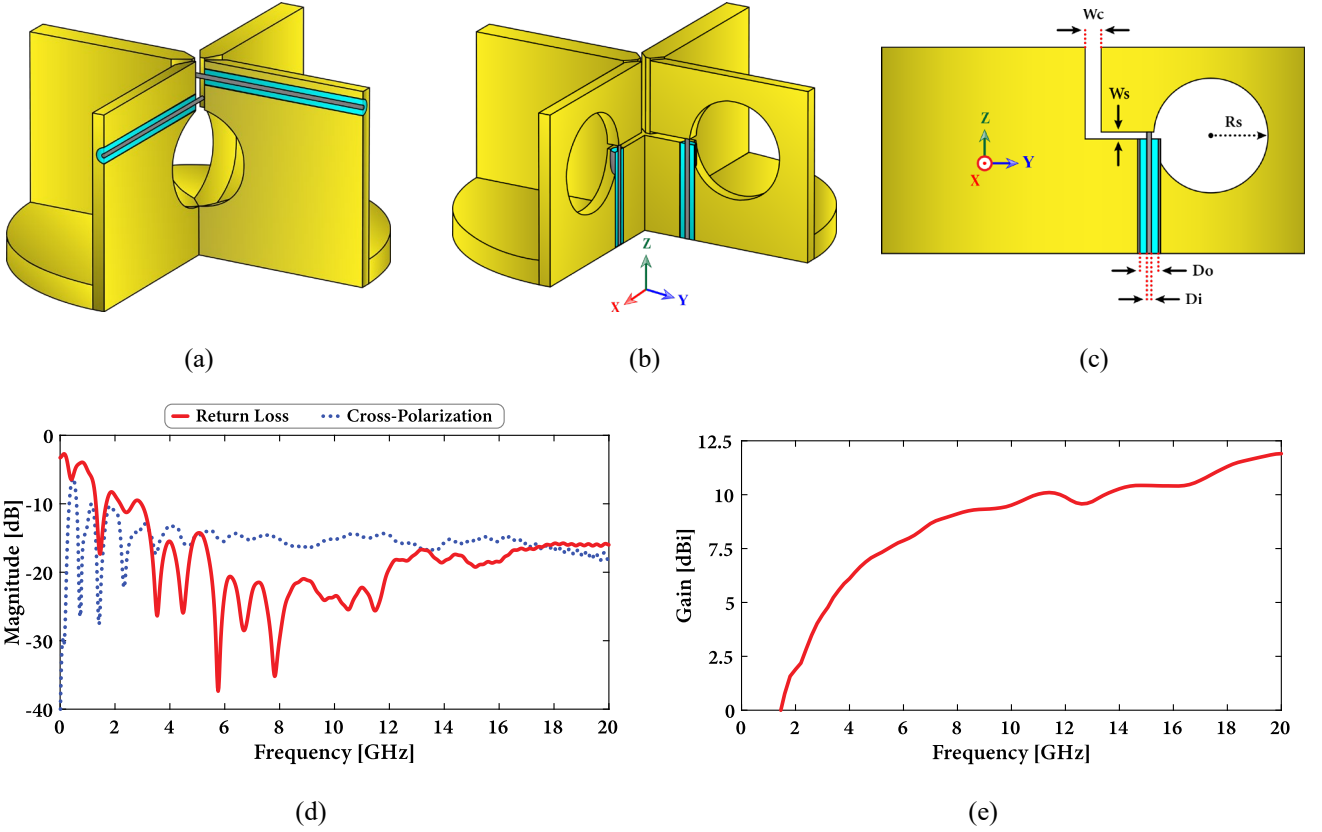 Wc
Ws
Rs
Z
Y
X
Do
Di
Z
X
Y
(a)
(b)
(c)
Return Loss
Cross-Polarization
Magnitude [dB]
0
-10
-20
-30
-40
0 2 4 6 8 10 12 14 16 18 20
Frequency [GHz]
Gain [dBi]
12.5
10
7.5
5
2.5
0
0 2 4 6 8 10 12 14 16 18 20
Frequency [GHz]
(d)
(e)